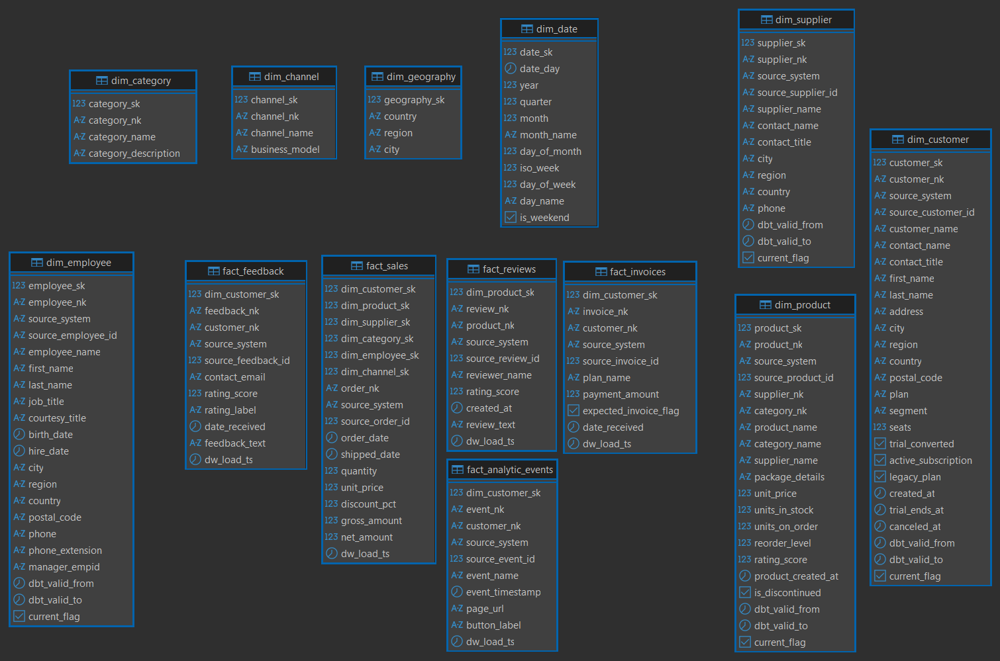 dim_category
123 category_sk
A-Z category_nk
A-Z category_name
A-Z category_description
dim_channel
123 channel_sk
A-Z channel_nk
A-Z channel_name
A-Z business_model
dim_geography
123 geography_sk
A-Z country
A-Z region
A-Z city
dim_date
123 date_sk
date_day
123 year
123 quarter
123 month
A-Z month_name
123 day_of_month
123 iso_week
123 day_of_week
A-Z day_name
is_weekend
dim_supplier
123 supplier_sk
A-Z supplier_nk
A-Z source_system
A-Z source_supplier_id
A-Z supplier_name
A-Z contact_name
A-Z contact_title
A-Z city
A-Z region
A-Z country
A-Z phone
dbt_valid_from
dbt_valid_to
current_flag
dim_customer
123 customer_sk
A-Z customer_nk
A-Z source_system
A-Z source_customer_id
A-Z customer_name
A-Z contact_name
A-Z contact_title
A-Z first_name
A-Z last_name
A-Z address
A-Z city
A-Z region
A-Z country
A-Z postal_code
A-Z plan
A-Z segment
123 seats
trial_converted
active_subscription
legacy_plan
created_at
trial_ends_at
canceled_at
dbt_valid_from
dbt_valid_to
current_flag
dim_employee
123 employee_sk
A-Z employee_nk
A-Z source_system
A-Z source_employee_id
A-Z employee_name
A-Z first_name
A-Z last_name
A-Z job_title
A-Z courtesy_title
birth_date
hire_date
A-Z city
A-Z region
A-Z country
A-Z postal_code
A-Z phone
A-Z phone_extension
A-Z manager_empid
dbt_valid_from
dbt_valid_to
current_flag
fact_feedback
123 dim_customer_sk
A-Z feedback_nk
A-Z customer_nk
A-Z source_system
123 source_feedback_id
A-Z contact_email
123 rating_score
A-Z rating_label
date_received
A-Z feedback_text
dw_load_ts
fact_sales
123 dim_customer_sk
123 dim_product_sk
123 dim_supplier_sk
123 dim_category_sk
123 dim_employee_sk
123 dim_channel_sk
A-Z order_nk
A-Z source_system
123 source_order_id
order_date
shipped_date
123 quantity
123 unit_price
123 discount_pct
123 gross_amount
123 net_amount
dw_load_ts
fact_reviews
123 dim_product_sk
A-Z review_nk
A-Z product_nk
A-Z source_system
123 source_review_id
A-Z reviewer_name
123 rating_score
created_at
A-Z review_text
dw_load_ts
fact_invoices
123 dim_customer_sk
A-Z invoice_nk
A-Z customer_nk
A-Z source_system
123 source_invoice_id
A-Z plan_name
123 payment_amount
expected_invoice_flag
date_received
dw_load_ts
fact_analytic_events
123 dim_customer_sk
A-Z event_nk
A-Z customer_nk
A-Z source_system
123 source_event_id
A-Z event_name
event_timestamp
A-Z page_url
A-Z button_label
dw_load_ts
dim_product
123 product_sk
A-Z product_nk
A-Z source_system
123 source_product_id
A-Z supplier_nk
A-Z category_nk
A-Z product_name
A-Z category_name
A-Z supplier_name
A-Z package_details
123 unit_price
123 units_in_stock
123 units_on_order
123 reorder_level
123 rating_score
product_created_at
is_discontinued
dbt_valid_from
dbt_valid_to
current_flag